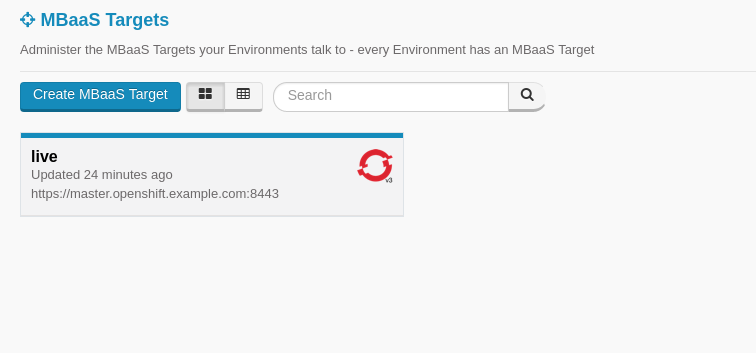 MBaaS Targets
Administer the MBaaS Targets your Environments talk to - every Environment has an MBaaS Target
Create MBaaS Target
Search
live
Updated 24 minutes ago
https://master.openshift.example.com:8443
v3